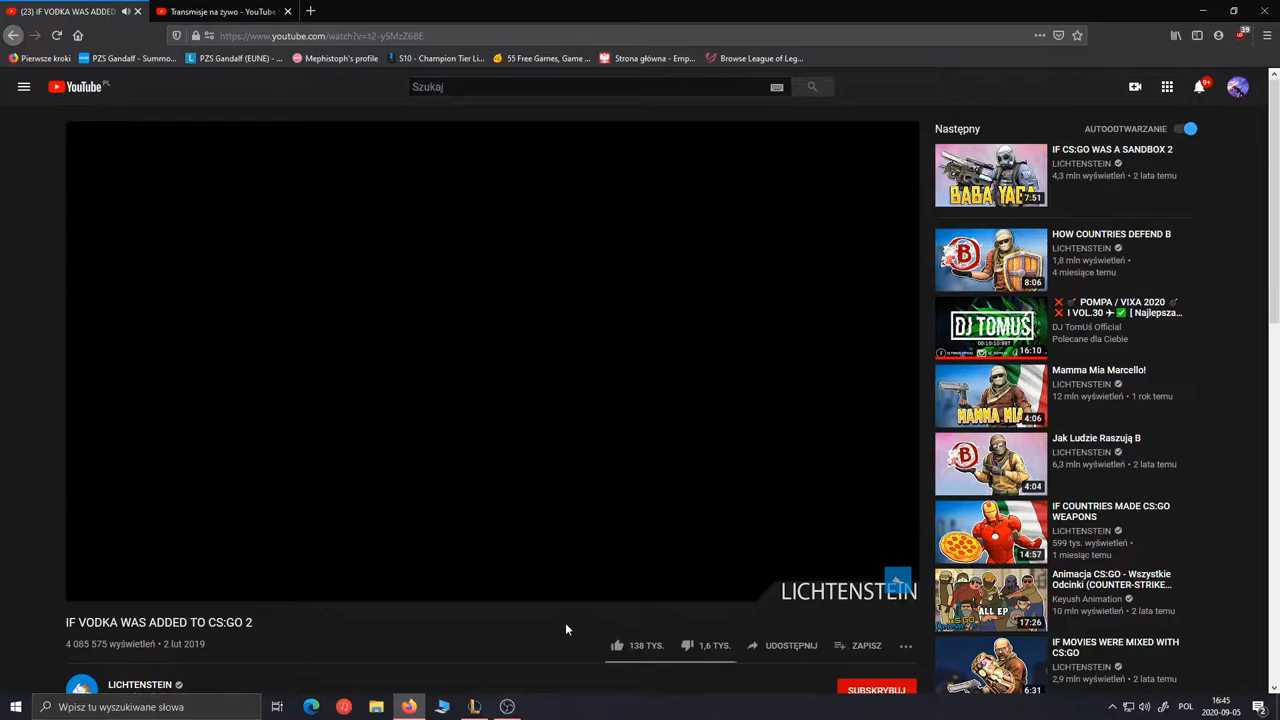 (23) IF VODKA WAS ADDED
Transmisje na żywo - YouTube
https://www.youtube.com/watch?v=tZ-ySMzZ68E
Pierwsze kroki
PZS Gandalf - Summo...
PZS Gandalf (EUNE) - ...
Mephistoph's profile
S10 - Champion Tier Li...
55 Free Games, Game ...
Strona główna - Emp...
Browse League of Leg...
39
YouTube PL
Szukaj
9+
Następny
AUTOODTWARZANIE
IF CS:GO WAS A SANDBOX 2
LICHTENSTEIN
4,3 mln wyświetleń • 2 lata temu
BABA YAGA
7:51
HOW COUNTRIES DEFEND B
LICHTENSTEIN
1,8 mln wyświetleń •
4 miesiące temu
B
8:06
POMPA / VIXA 2020
I VOL.30 ✈✅ [ Najlepsza...
DJ TomUś Official
Polecane dla Ciebie
DJ TOMUŚ
16:10
Mamma Mia Marcello!
LICHTENSTEIN
12 mln wyświetleń • 1 rok temu
MAMMA MIA
4:06
Jak Ludzie Raszują B
LICHTENSTEIN
6,3 mln wyświetleń • 2 lata temu
B
4:04
IF COUNTRIES MADE CS:GO
WEAPONS
LICHTENSTEIN
599 tys. wyświetleń •
1 miesiąc temu
14:57
Animacja CS:GO - Wszystkie
Odcinki (COUNTER-STRIKE...
Keyush Animation
10 mln wyświetleń • 2 lata temu
ALL EP
17:26
IF MOVIES WERE MIXED WITH
CS:GO
LICHTENSTEIN
2,9 mln wyświetleń • 2 lata temu
6:31
LICHTENSTEIN
IF VODKA WAS ADDED TO CS:GO 2
4 085 575 wyświetleń • 2 lut 2019
138 TYS.
1,6 TYS.
UDOSTĘPNIJ
ZAPISZ
LICHTENSTEIN
SUBSKRYBUJ
Wpisz tu wyszukiwane słowa
POL
16:45
2020-09-05
2